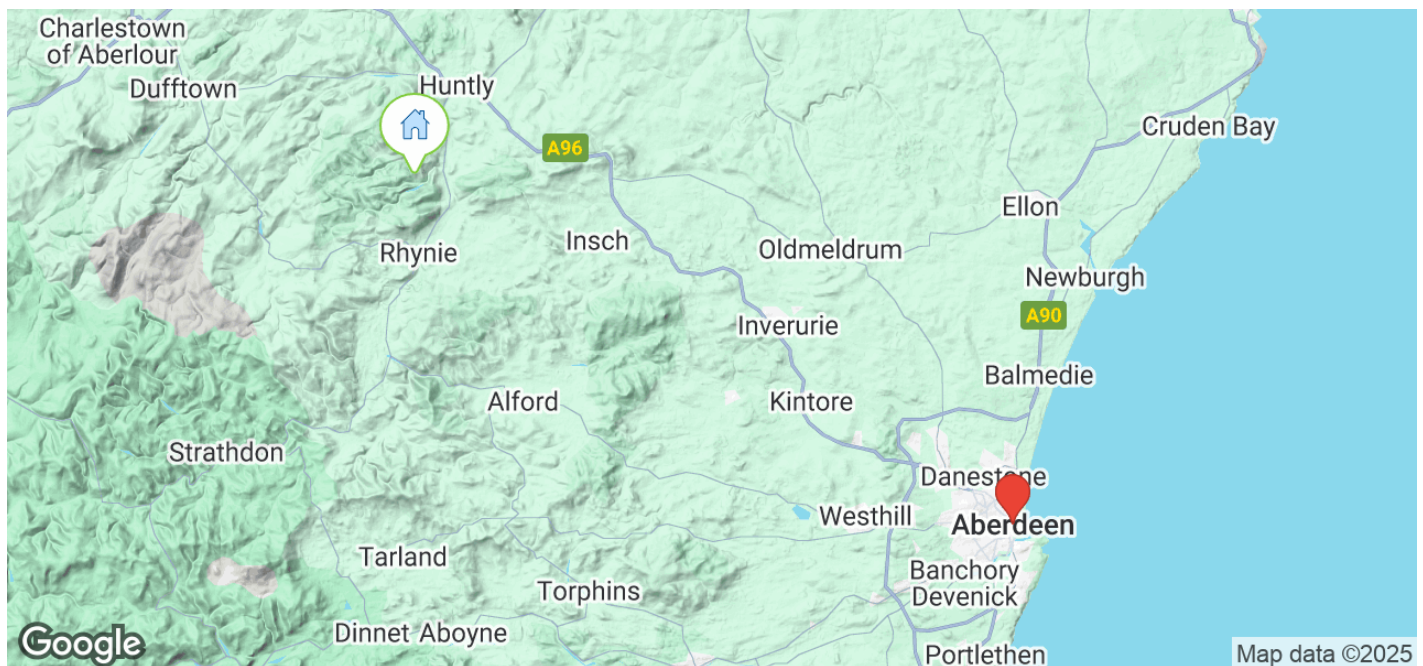 Charlestown
of Aberlour
Dufftown
Huntly
Cruden Bay
A96
Ellon
Rhynie
Insch
Oldmeldrum
Newburgh
A90
Inverurie
Balmedie
Alford
Kintore
Strathdon
Danestone
Westhill
Aberdeen
Tarland
Banchory
Devenick
Torphins
Dinnet
Aboyne
Portlethen
Google
Map data ©2025